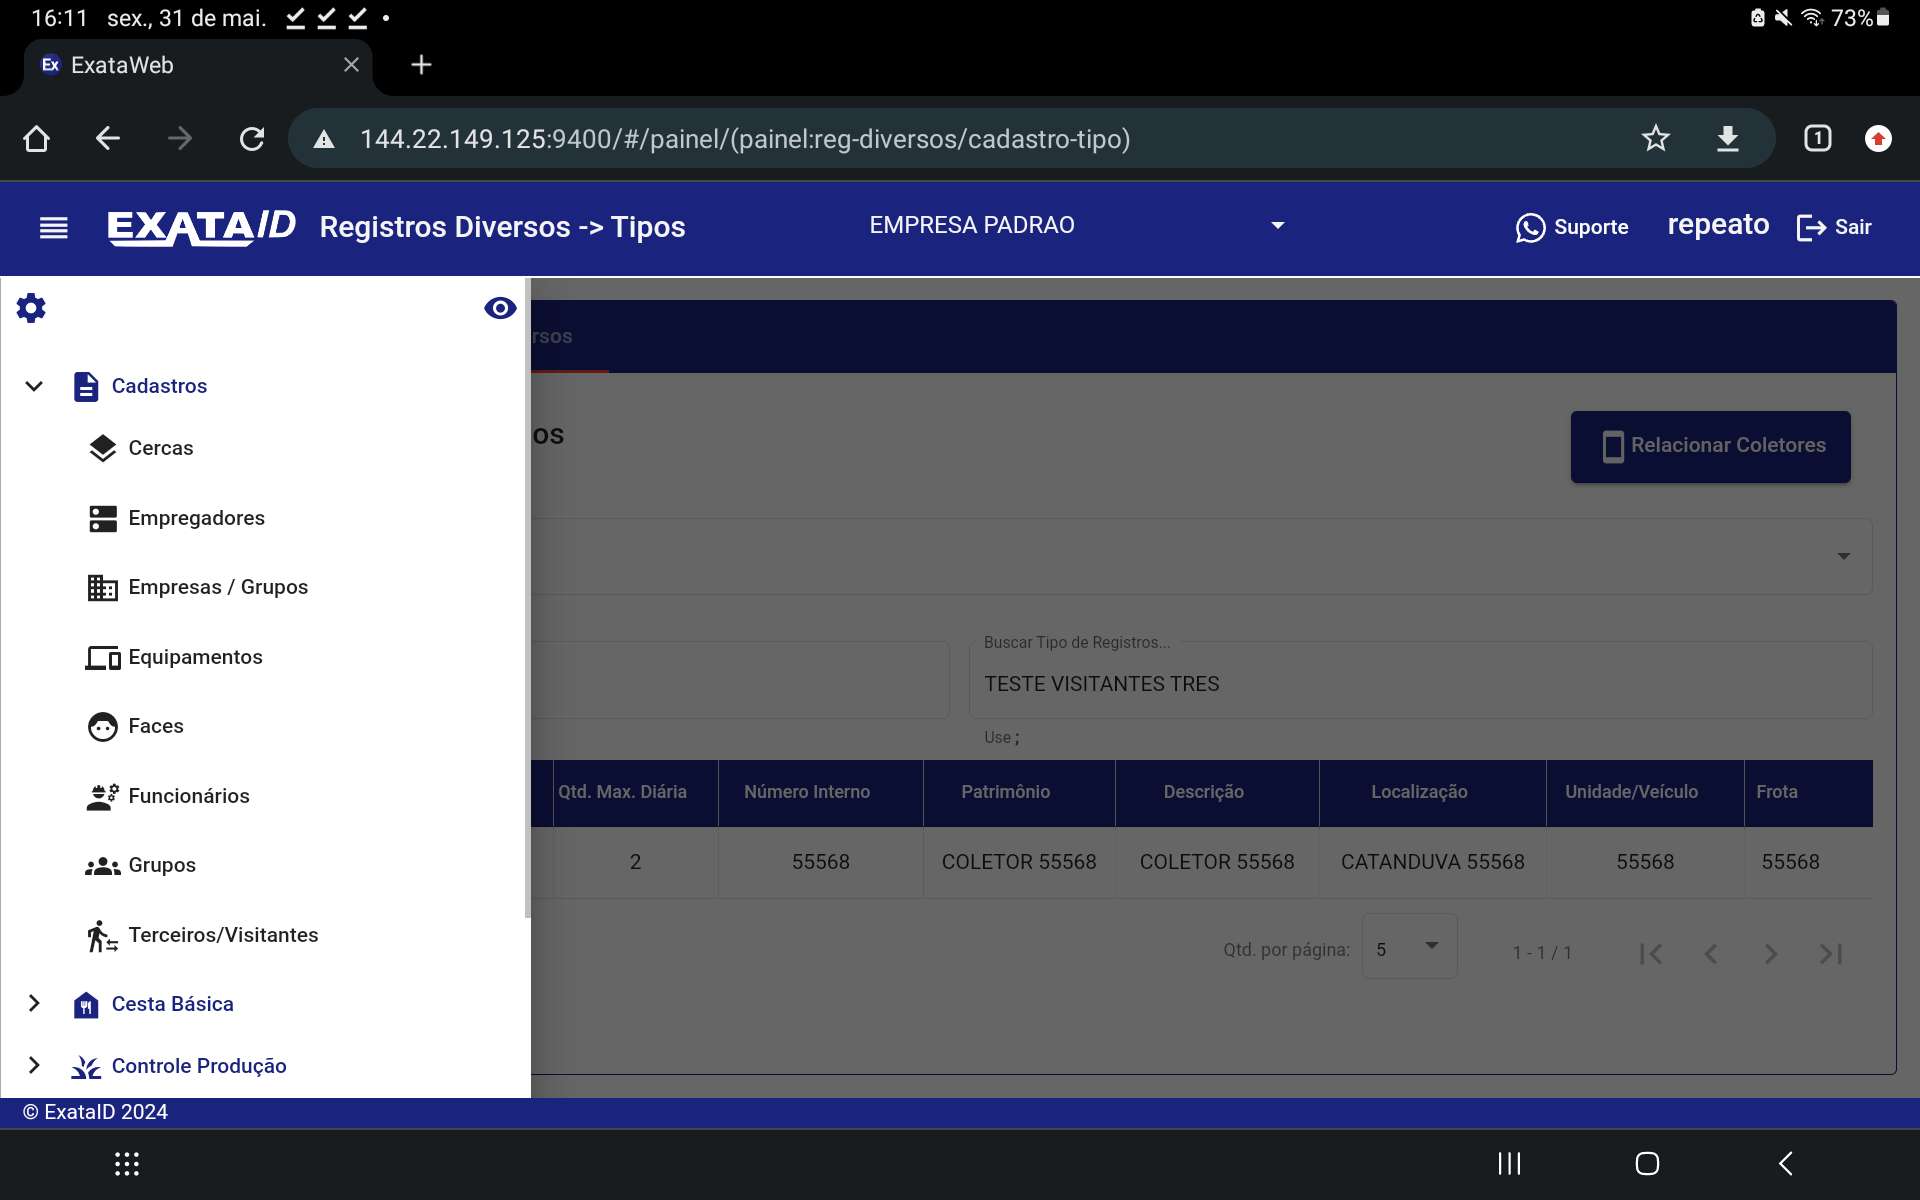 16:11 sex., 31 de mai. 73%
Ex ExataWeb
144.22.149.125:9400/#/painel/(painel:reg-diversos/cadastro-tipo) 1
EXATAID Registros Diversos -> Tipos EMPRESA PADRAO Suporte repeato Sair
rsos
Cadastros
os
Relacionar Coletores
Cercas
Empregadores
Empresas / Grupos
Buscar Tipo de Registros...
Equipamentos
TESTE VISITANTES TRES
Faces
Use ;
Qtd. Max. Diária Número Interno Patrimônio Descrição Localização Unidade/Veículo Frota
Funcionários
2 55568 COLETOR 55568 COLETOR 55568 CATANDUVA 55568 55568 55568
Grupos
Terceiros/Visitantes
Qtd. por página: 5 1 - 1 / 1
Cesta Básica
Controle Produção
© ExataID 2024